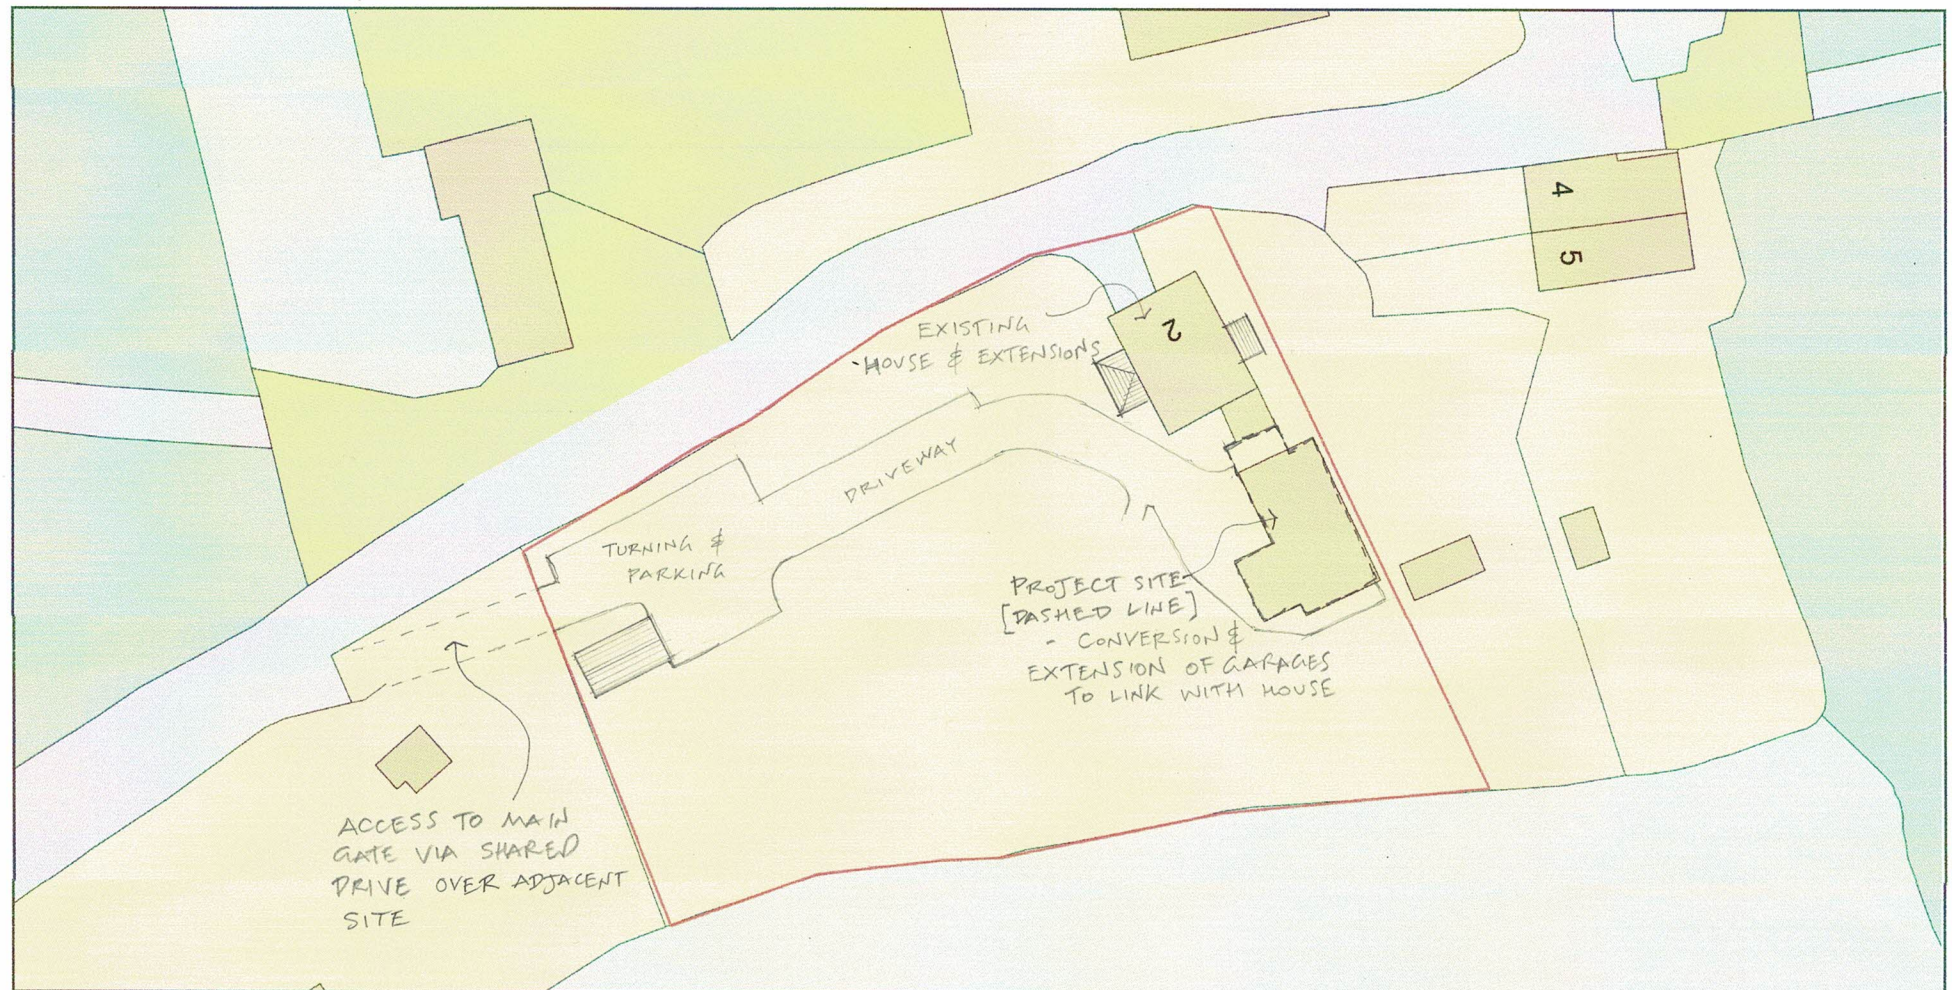 4
5
2
EXISTING
HOUSE & EXTENSIONS
DRIVEWAY
TURNING &
PARKING
PROJECT SITE
[DASHED LINE]
- CONVERSION &
EXTENSION OF GARAGES
TO LINK WITH HOUSE
ACCESS TO MAIN
GATE VIA SHARED
DRIVE OVER ADJACENT
SITE